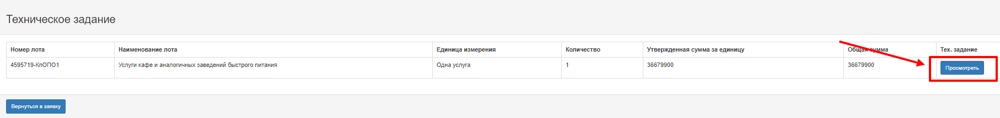 Техническое задание
Номер лота Наименование лота Единица измерения Количество Утвержденная сумма за единицу Общая сумма Тех. задание
4595719-КпОПО1 Услуги кафе и аналогичных заведений быстрого питания Одна услуга 1 36679900 36679900 Просмотреть
Вернуться в заявку